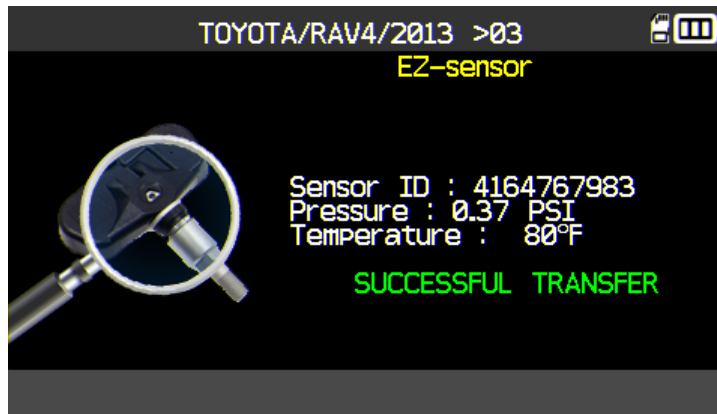 TOYOTA/RAV4/2013 >03
EZ-sensor
Sensor ID : 4164767983
Pressure : 0.37 PSI
Temperature : 80°F
SUCCESSFUL TRANSFER